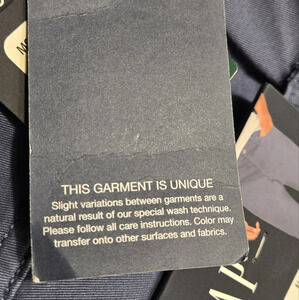 THIS GARMENT IS UNIQUE
Slight variations between garments are a
natural result of our special wash technique.
Please follow all care instructions. Color may
transfer onto other surfaces and fabrics.